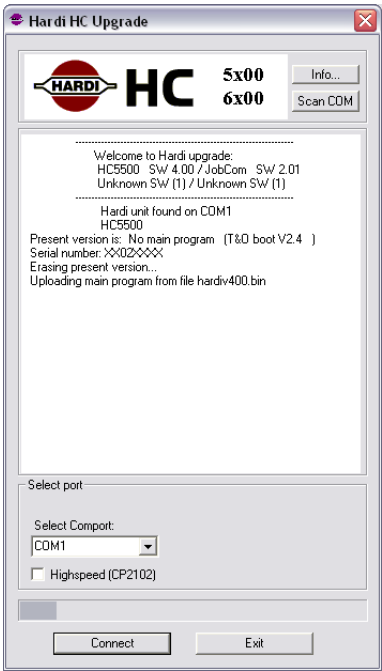 Hardi HC Upgrade
HARDI HC 5x00 Info...
6x00 Scan COM
Welcome to Hardi upgrade:
HC5500 SW 4.00 / JobCom SW 2.01
Unknown SW (1) / Unknown SW (1)
Hardi unit found on COM1
HC5500
Present version is: No main program (T&O boot V2.4 )
Serial number: XX02XXXX
Erasing present version...
Uploading main program from file hardiv400.bin
Select port
Select Comport:
COM1
Highspeed (CP2102)
Connect Exit